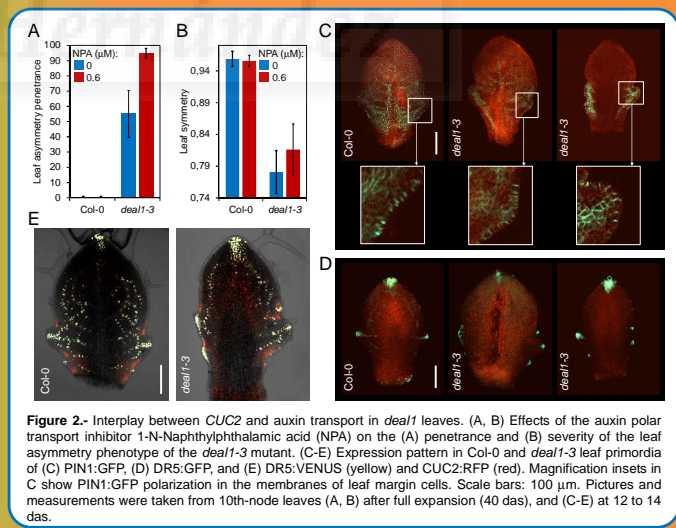 A
NPA (µM):
0
0.6
Leaf asymmetry penetrance
100
90
80
70
60
50
40
30
20
10
0
Col-0
deal1-3
B
NPA (µM):
0
0.6
Leaf symmetry
0,94
0,89
0,84
0,79
0,74
Col-0
deal1-3
C
Col-0
deal1-3
deal1-3
E
Col-0
deal1-3
D
Col-0
deal1-3
deal1-3
Figure 2.- Interplay between CUC2 and auxin transport in deal1 leaves. (A, B) Effects of the auxin polar
transport inhibitor 1-N-Naphthylphthalamic acid (NPA) on the (A) penetrance and (B) severity of the leaf
asymmetry phenotype of the deal1-3 mutant. (C-E) Expression pattern in Col-0 and deal1-3 leaf primordia
of (C) PIN1:GFP, (D) DR5:GFP, and (E) DR5:VENUS (yellow) and CUC2:RFP (red). Magnification insets in
C show PIN1:GFP polarization in the membranes of leaf margin cells. Scale bars: 100 µm. Pictures and
measurements were taken from 10th-node leaves (A, B) after full expansion (40 das), and (C-E) at 12 to 14
das.